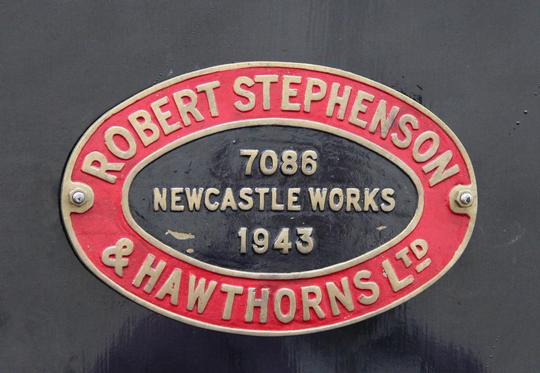 ROBERT STEPHENSON
7086
NEWCASTLE WORKS
1943
& HAWTHORNS LTD